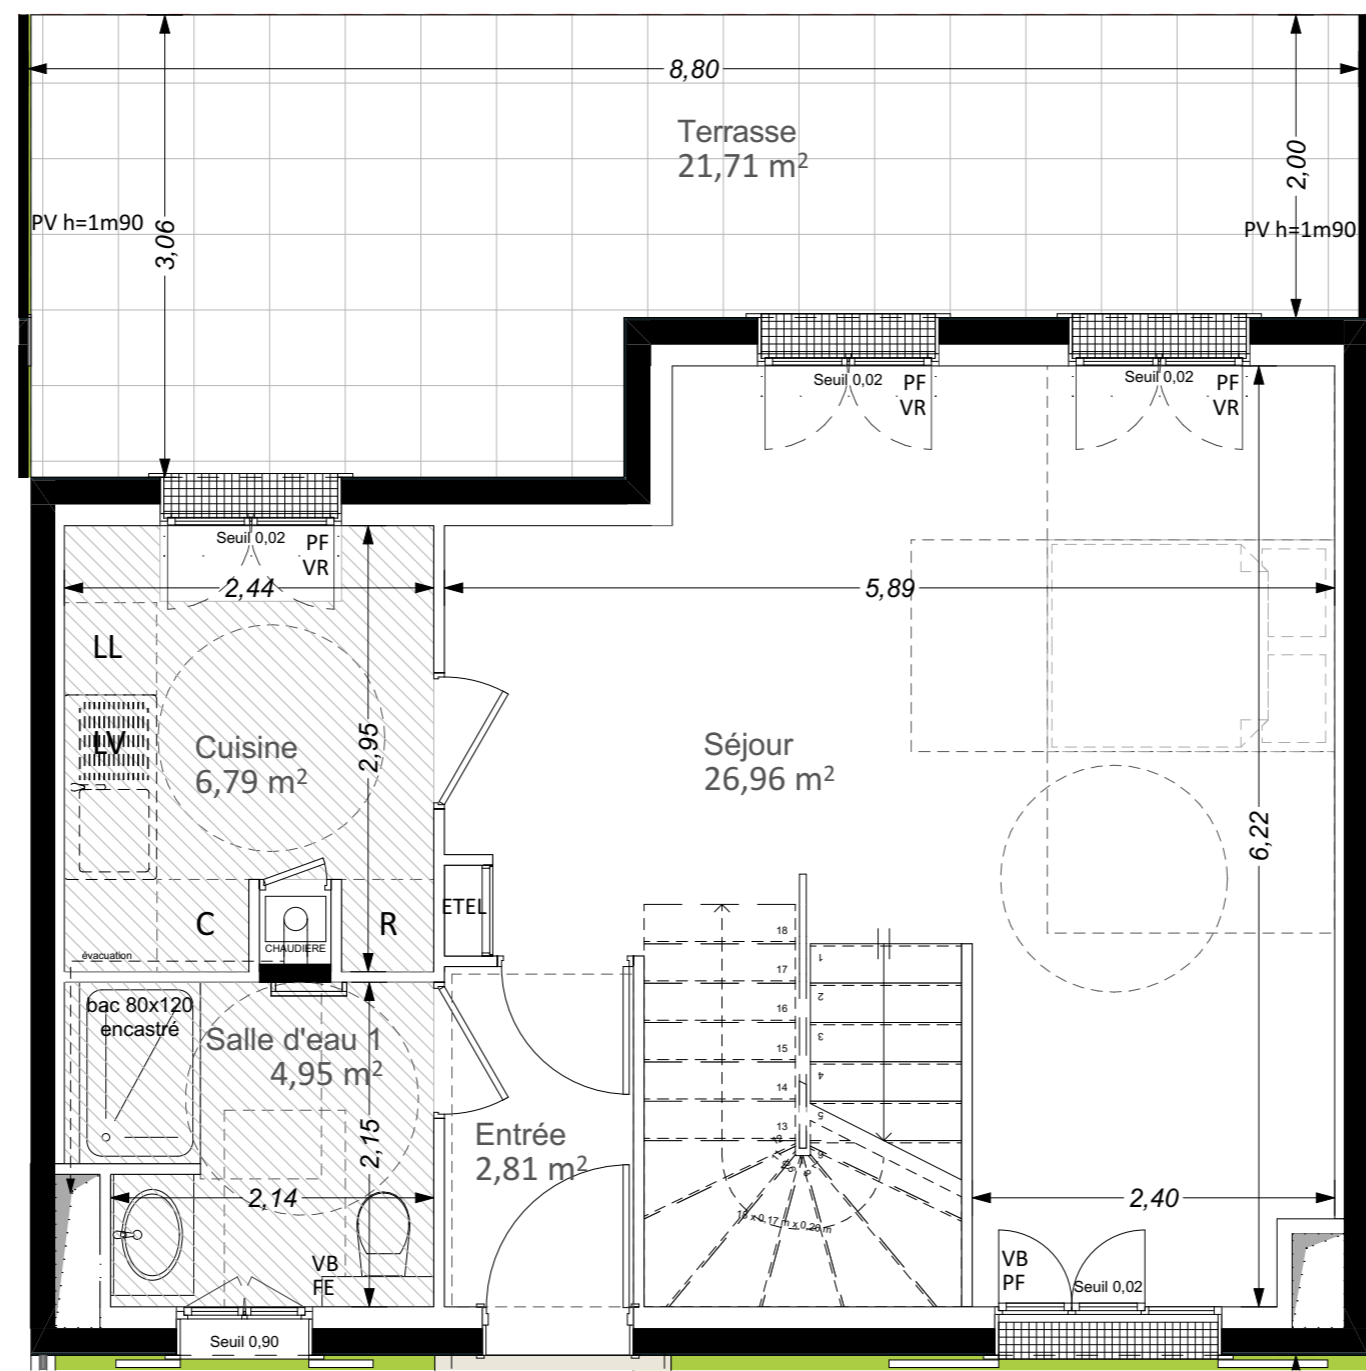 8,80
Terrasse
21,71 m²
2,00
PV h=1m90
3,06
PV h=1m90
Seuil 0,02
PF
VR
Seuil 0,02
PF
VR
Seuil 0,02
PF
VR
2,44
5,89
LL
LV
Cuisine
6,79 m²
2,95
Séjour
26,96 m²
6,22
C
R
ETEL
CHAUDIERE
évacuation
18
17
16
15
14
13
1
2
3
4
5
bac 80x120
encastré
Salle d'eau 1
4,95 m²
2,15
Entrée
2,81 m²
2,14
2,40
VB
FE
VB
PF
Seuil 0,02
Seuil 0,90